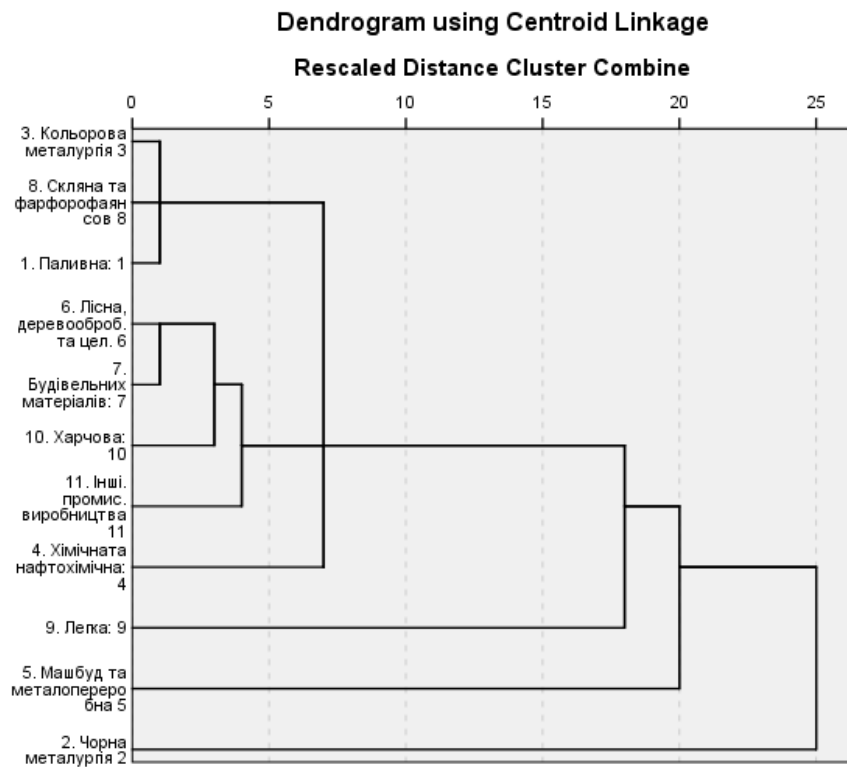 Dendrogram using Centroid Linkage
Rescaled Distance Cluster Combine
0 5 10 15 20 25
3. Кольорова
металургія 3
8. Скляна та
фарфорофаян
сов 8
1. Паливна: 1
6. Лісна,
деревооброб.
та цел. 6
7.
Будівельних
матеріалів: 7
10. Харчова:
10
11. Інші.
промис.
виробництва
11
4. Хімічната
нафтохімічна:
4
9. Легка: 9
5. Машбуд та
металоперero
бна 5
2. Чорна
металургія 2